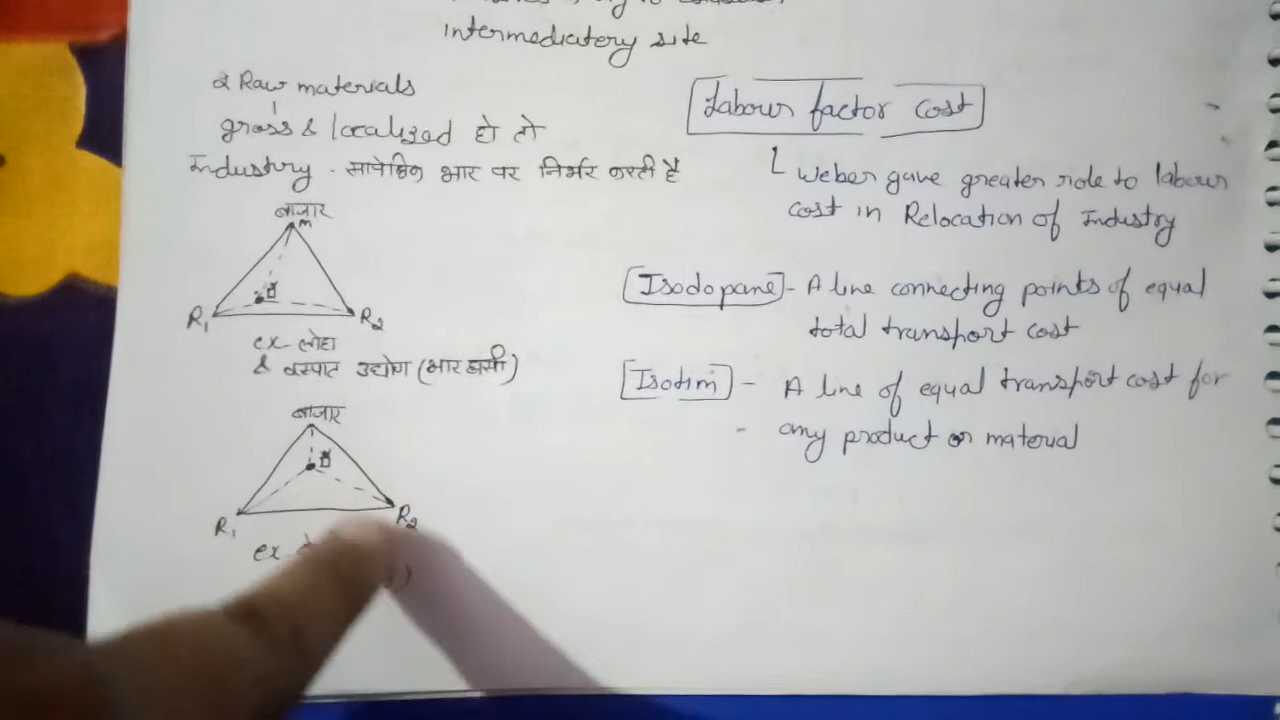 intermediatery site
2 Raw materials
gross & localized हो तो
Industry - सापेक्षिक भार पर निर्भर करती है
बाजार
m
R1
R2
ex - लोहा
& इस्पात उद्योग (भार ह्रासी)
बाजार
R1
R2
ex
Labour factor cost
Weber gave greater role to labour
cost in Relocation of Industry
Isodopane - A line connecting points of equal
total transport cost
Isotim - A line of equal transport cost for
- any product or material